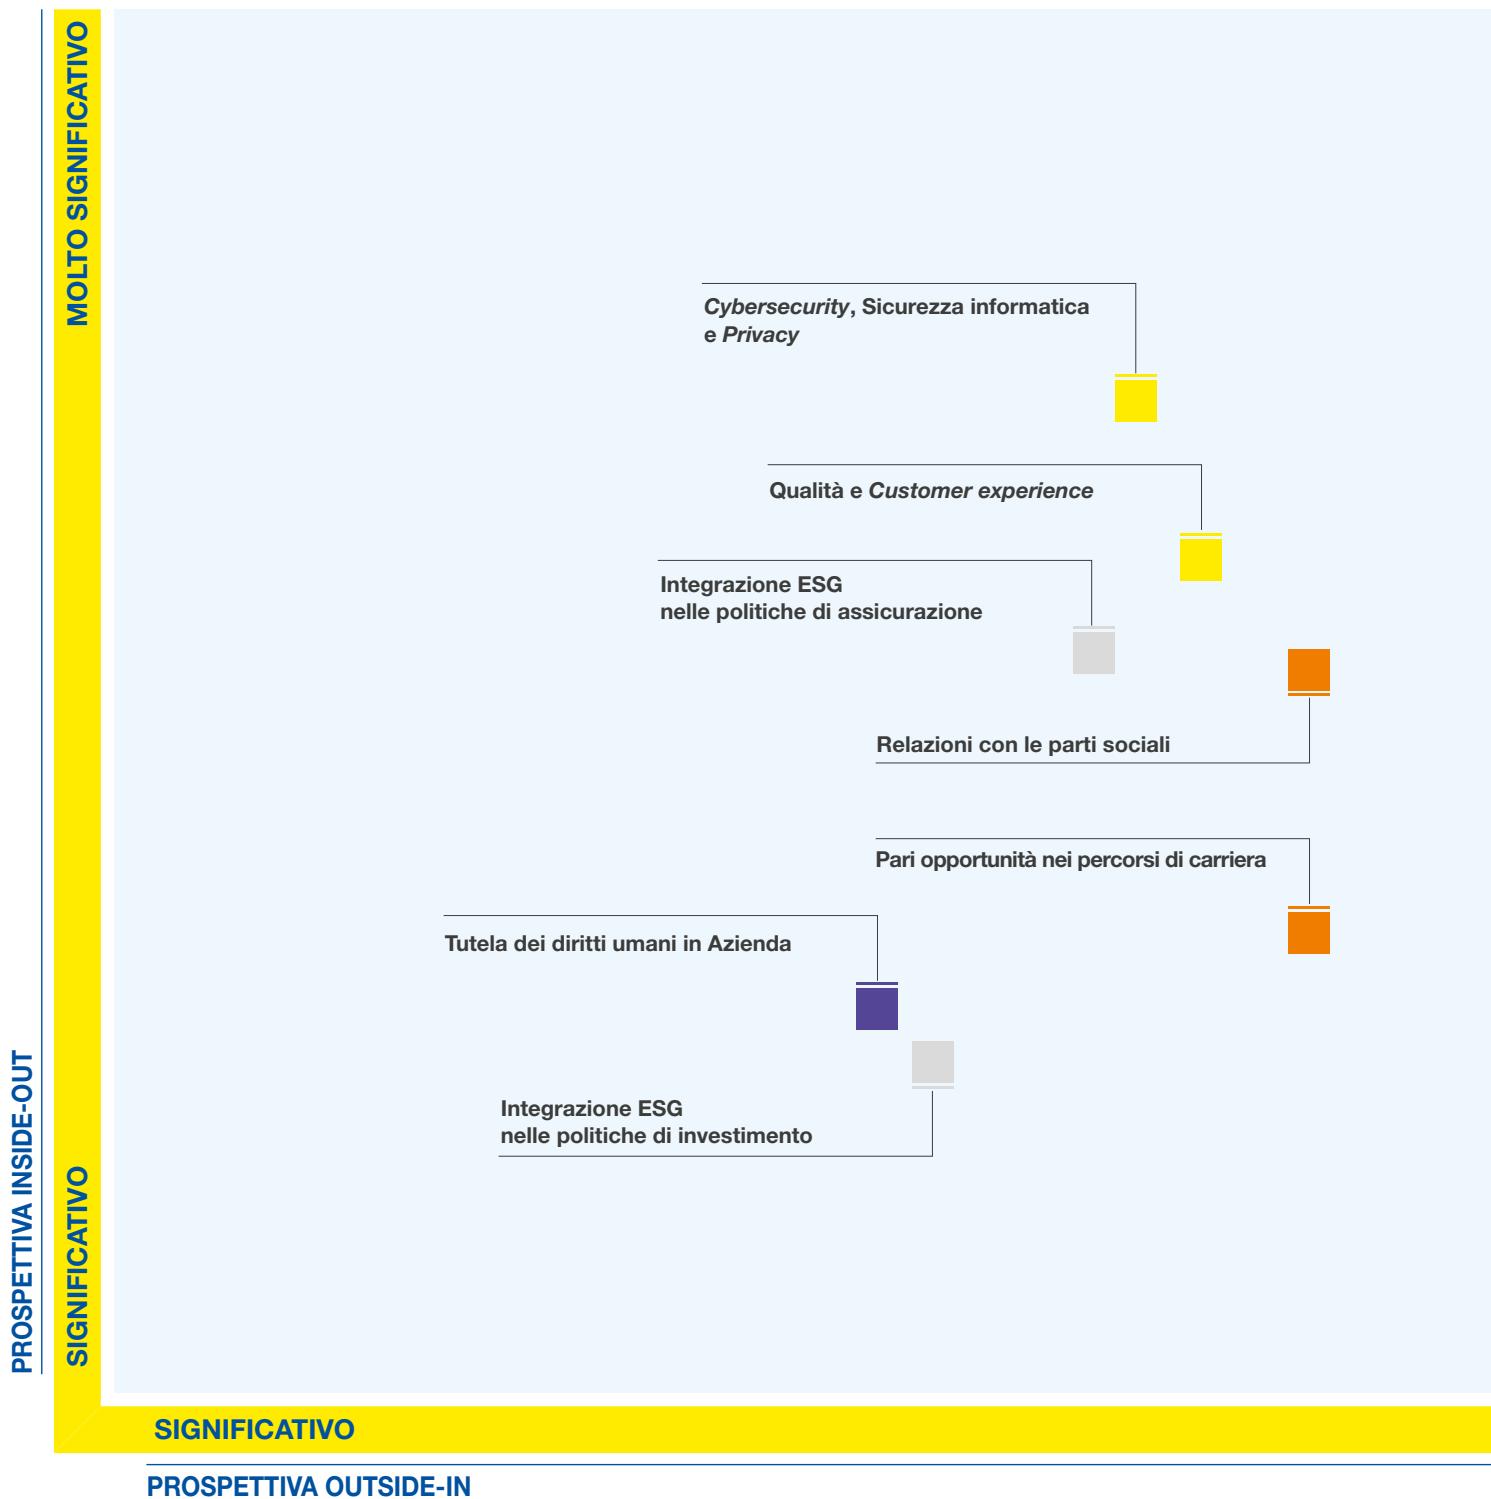 MOLTO SIGNIFICATIVO
Cybersecurity, Sicurezza informatica
e Privacy
Qualità e Customer experience
Integrazione ESG
nelle politiche di assicurazione
Relazioni con le parti sociali
Pari opportunità nei percorsi di carriera
Tutela dei diritti umani in Azienda
Integrazione ESG
nelle politiche di investimento
PROSPETTIVA INSIDE-OUT
SIGNIFICATIVO
SIGNIFICATIVO
PROSPETTIVA OUTSIDE-IN